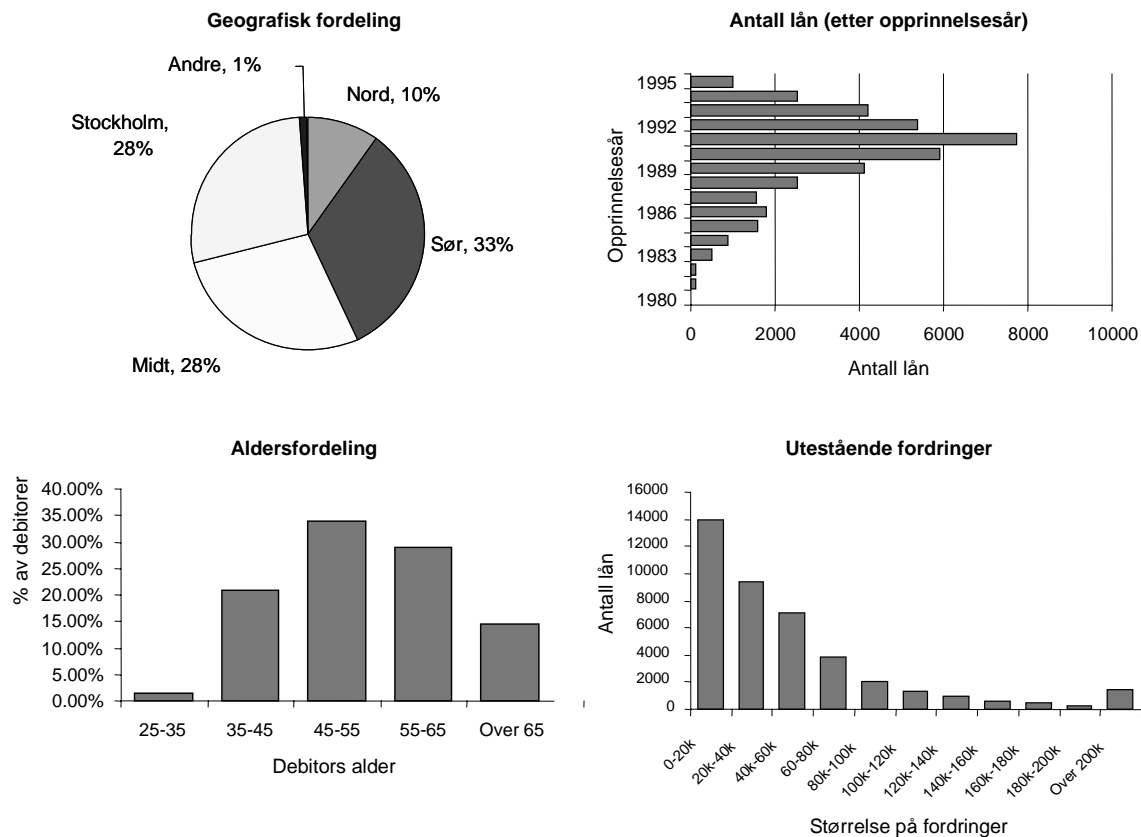 Geografisk fordeling
Andre, 1%
Nord, 10%
Stockholm,
28%
Sør, 33%
Midt, 28%
Antall lån (etter opprinnelsesår)
Opprinnelsesår
1995
1992
1989
1986
1983
1980
0 2000 4000 6000 8000 10000
Antall lån
Aldersfordeling
% av debitorer
40.00%
35.00%
30.00%
25.00%
20.00%
15.00%
10.00%
5.00%
0.00%
25-35 35-45 45-55 55-65 Over 65
Debitors alder
Utestående fordringer
Antall lån
16000
14000
12000
10000
8000
6000
4000
2000
0
0-20k 20k-40k 40k-60k 60-80k 80k-100k 100k-120k 120k-140k 140k-160k 160k-180k 180k-200k Over 200k
Størrelse på fordringer